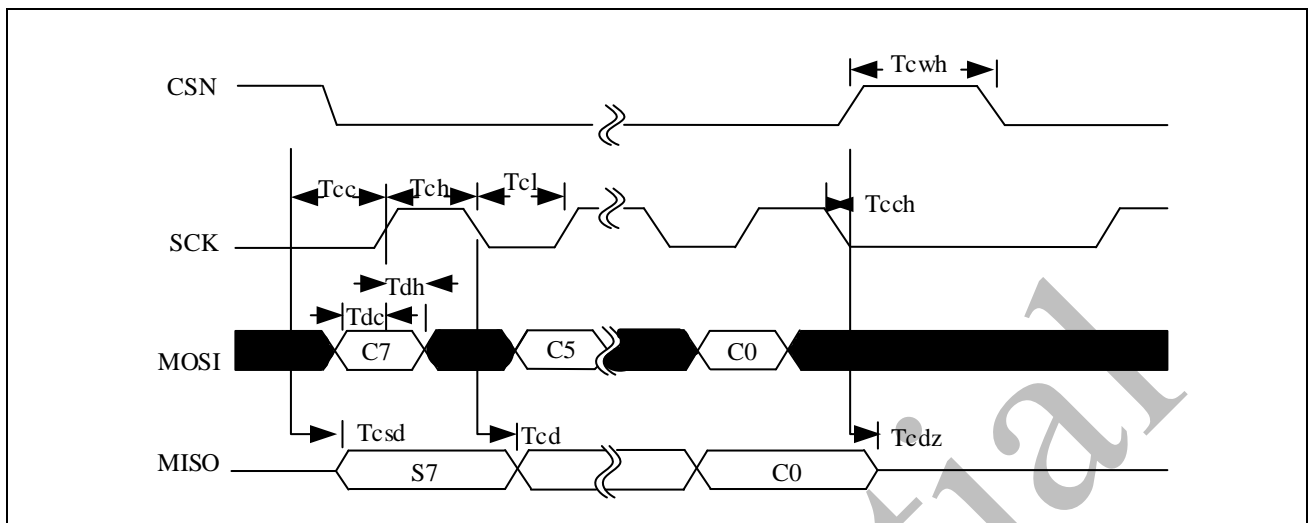 CSN
Tcwh
Tcc
Tch
Tcl
Tcch
SCK
Tdh
Tdc
MOSI
C7
C5
C0
Tcsd
Tcd
Tcdz
MISO
S7
C0
tial